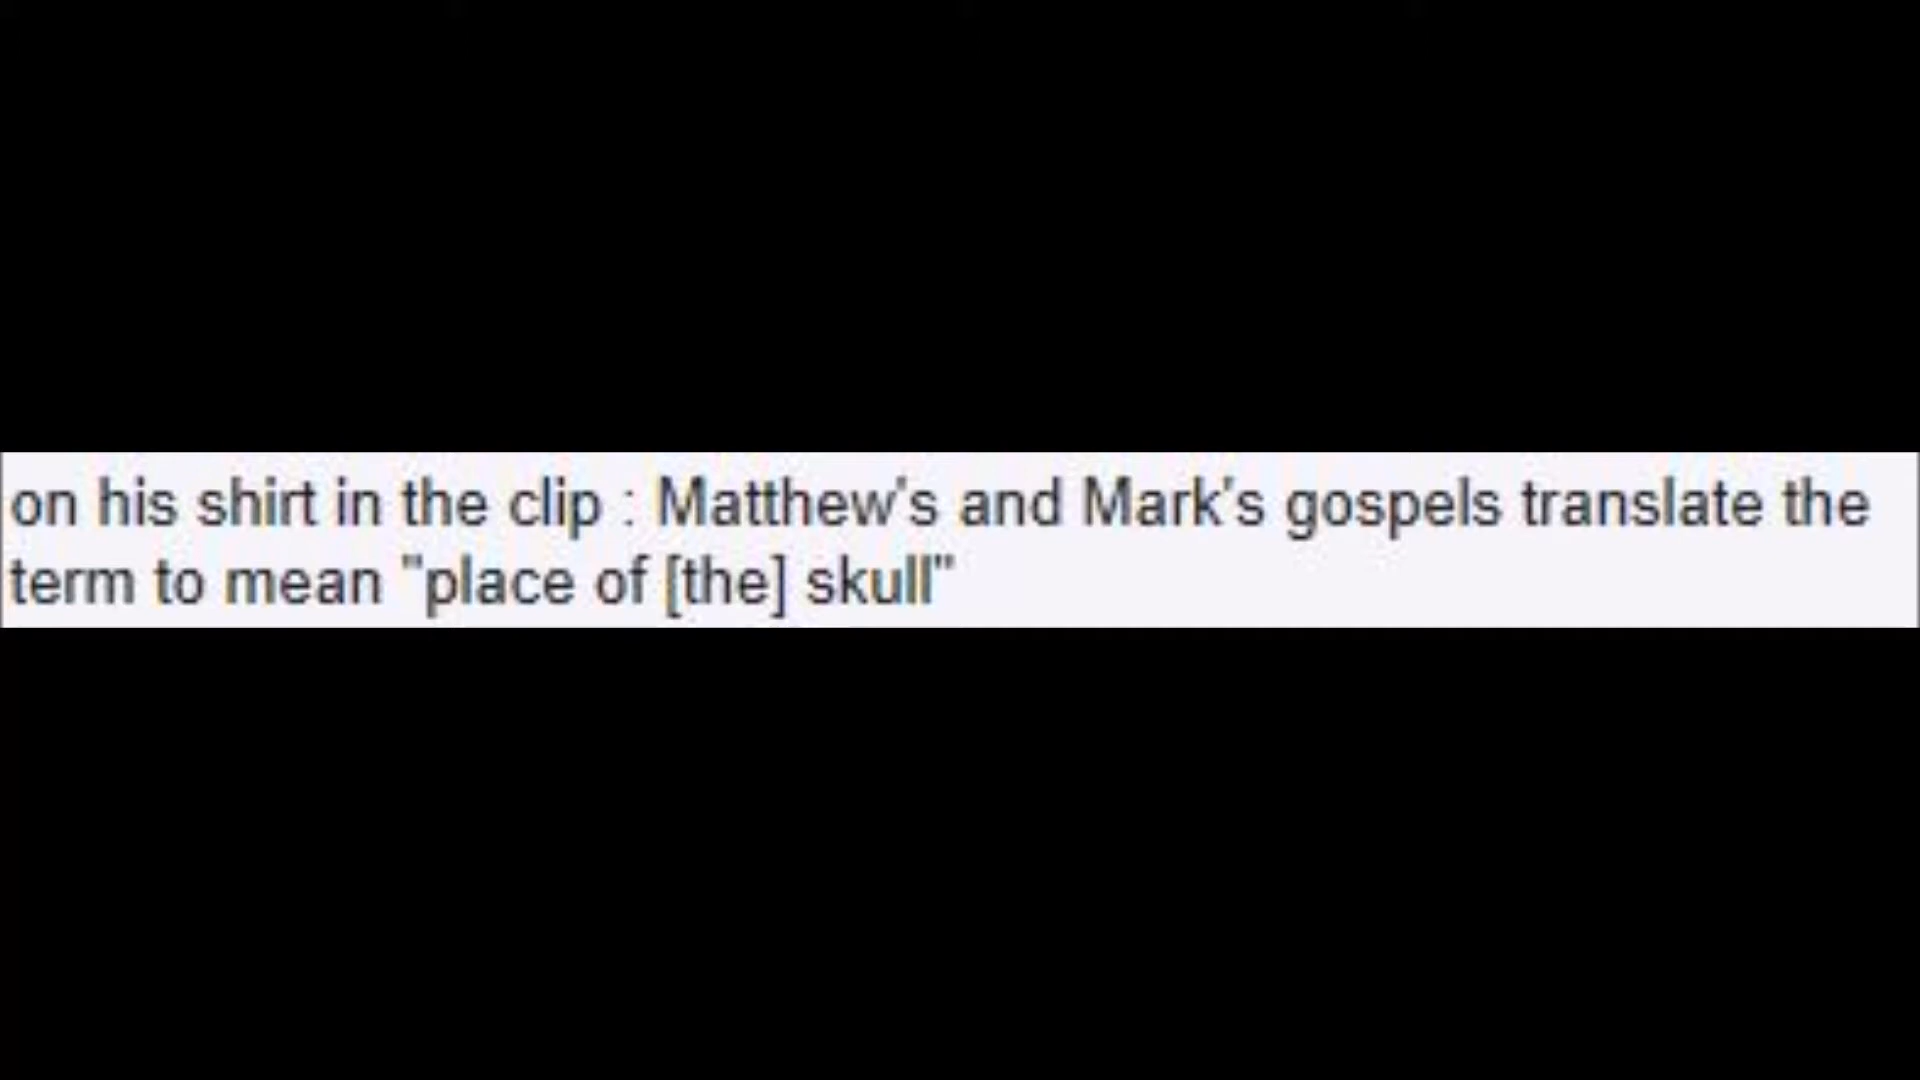 on his shirt in the clip : Matthew's and Mark's gospels translate the
term to mean "place of [the] skull"